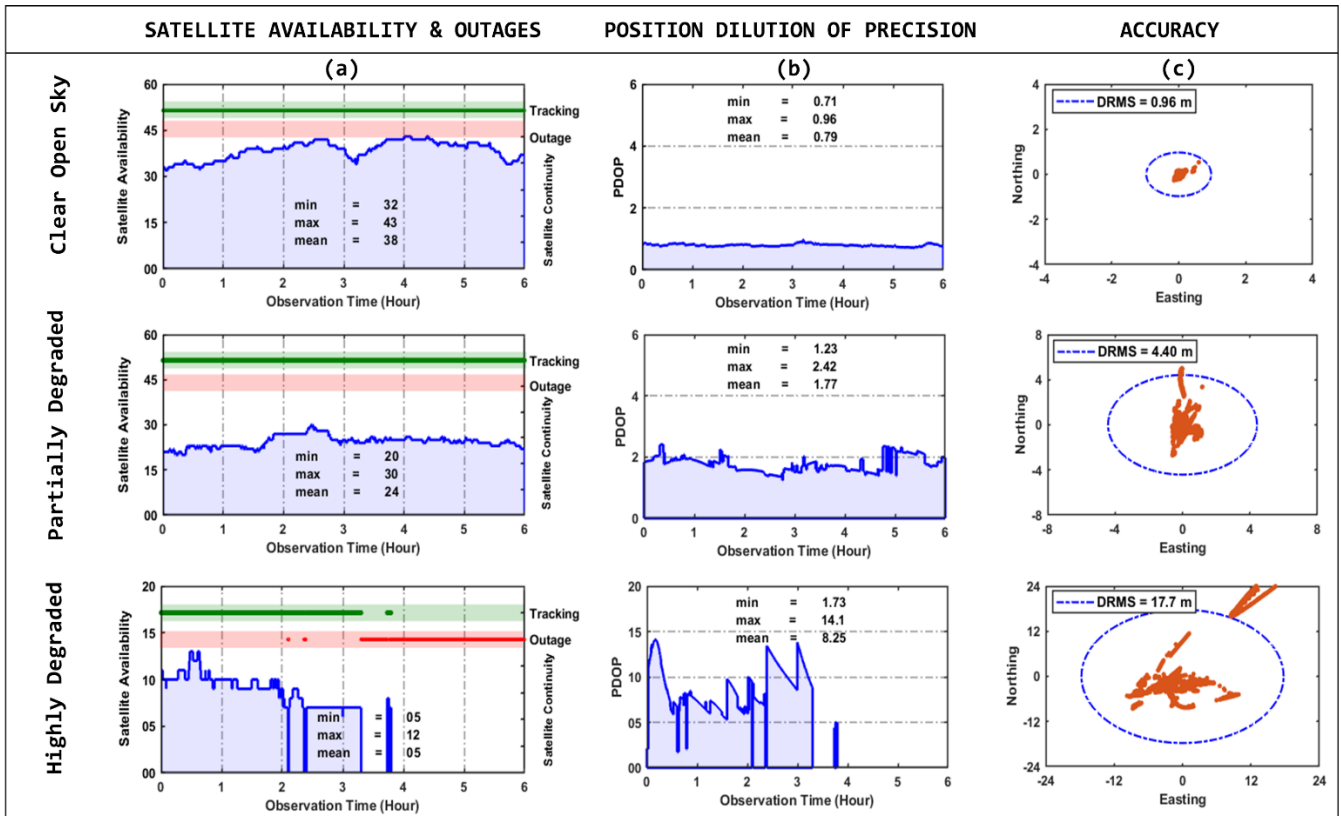 SATELLITE AVAILABILITY & OUTAGES
POSITION DILUTION OF PRECISION
ACCURACY
(a)
(b)
(c)
Clear Open Sky
Satellite Availability
60
45
30
15
00
Tracking
Outage
Satellite Continuity
min = 32
max = 43
mean = 38
0 1 2 3 4 5 6
Observation Time (Hour)
PDOP
6
4
2
0
min = 0.71
max = 0.96
mean = 0.79
0 1 2 3 4 5 6
Observation Time (Hour)
Northing
4
2
0
-2
-4
DRMS = 0.96 m
-4 -2 0 2 4
Easting
Partially Degraded
Satellite Availability
60
45
30
15
00
Tracking
Outage
Satellite Continuity
min = 20
max = 30
mean = 24
0 1 2 3 4 5 6
Observation Time (Hour)
PDOP
6
4
2
0
min = 1.23
max = 2.42
mean = 1.77
0 1 2 3 4 5 6
Observation Time (Hour)
Northing
8
4
0
-4
-8
DRMS = 4.40 m
-8 -4 0 4 8
Easting
Highly Degraded
Satellite Availability
20
15
10
05
00
Tracking
Outage
Satellite Continuity
min = 05
max = 12
mean = 05
0 1 2 3 4 5 6
Observation Time (Hour)
PDOP
20
15
10
05
00
min = 1.73
max = 14.1
mean = 8.25
0 1 2 3 4 5 6
Observation Time (Hour)
Northing
24
12
0
-12
-24
DRMS = 17.7 m
-24 -12 0 12 24
Easting